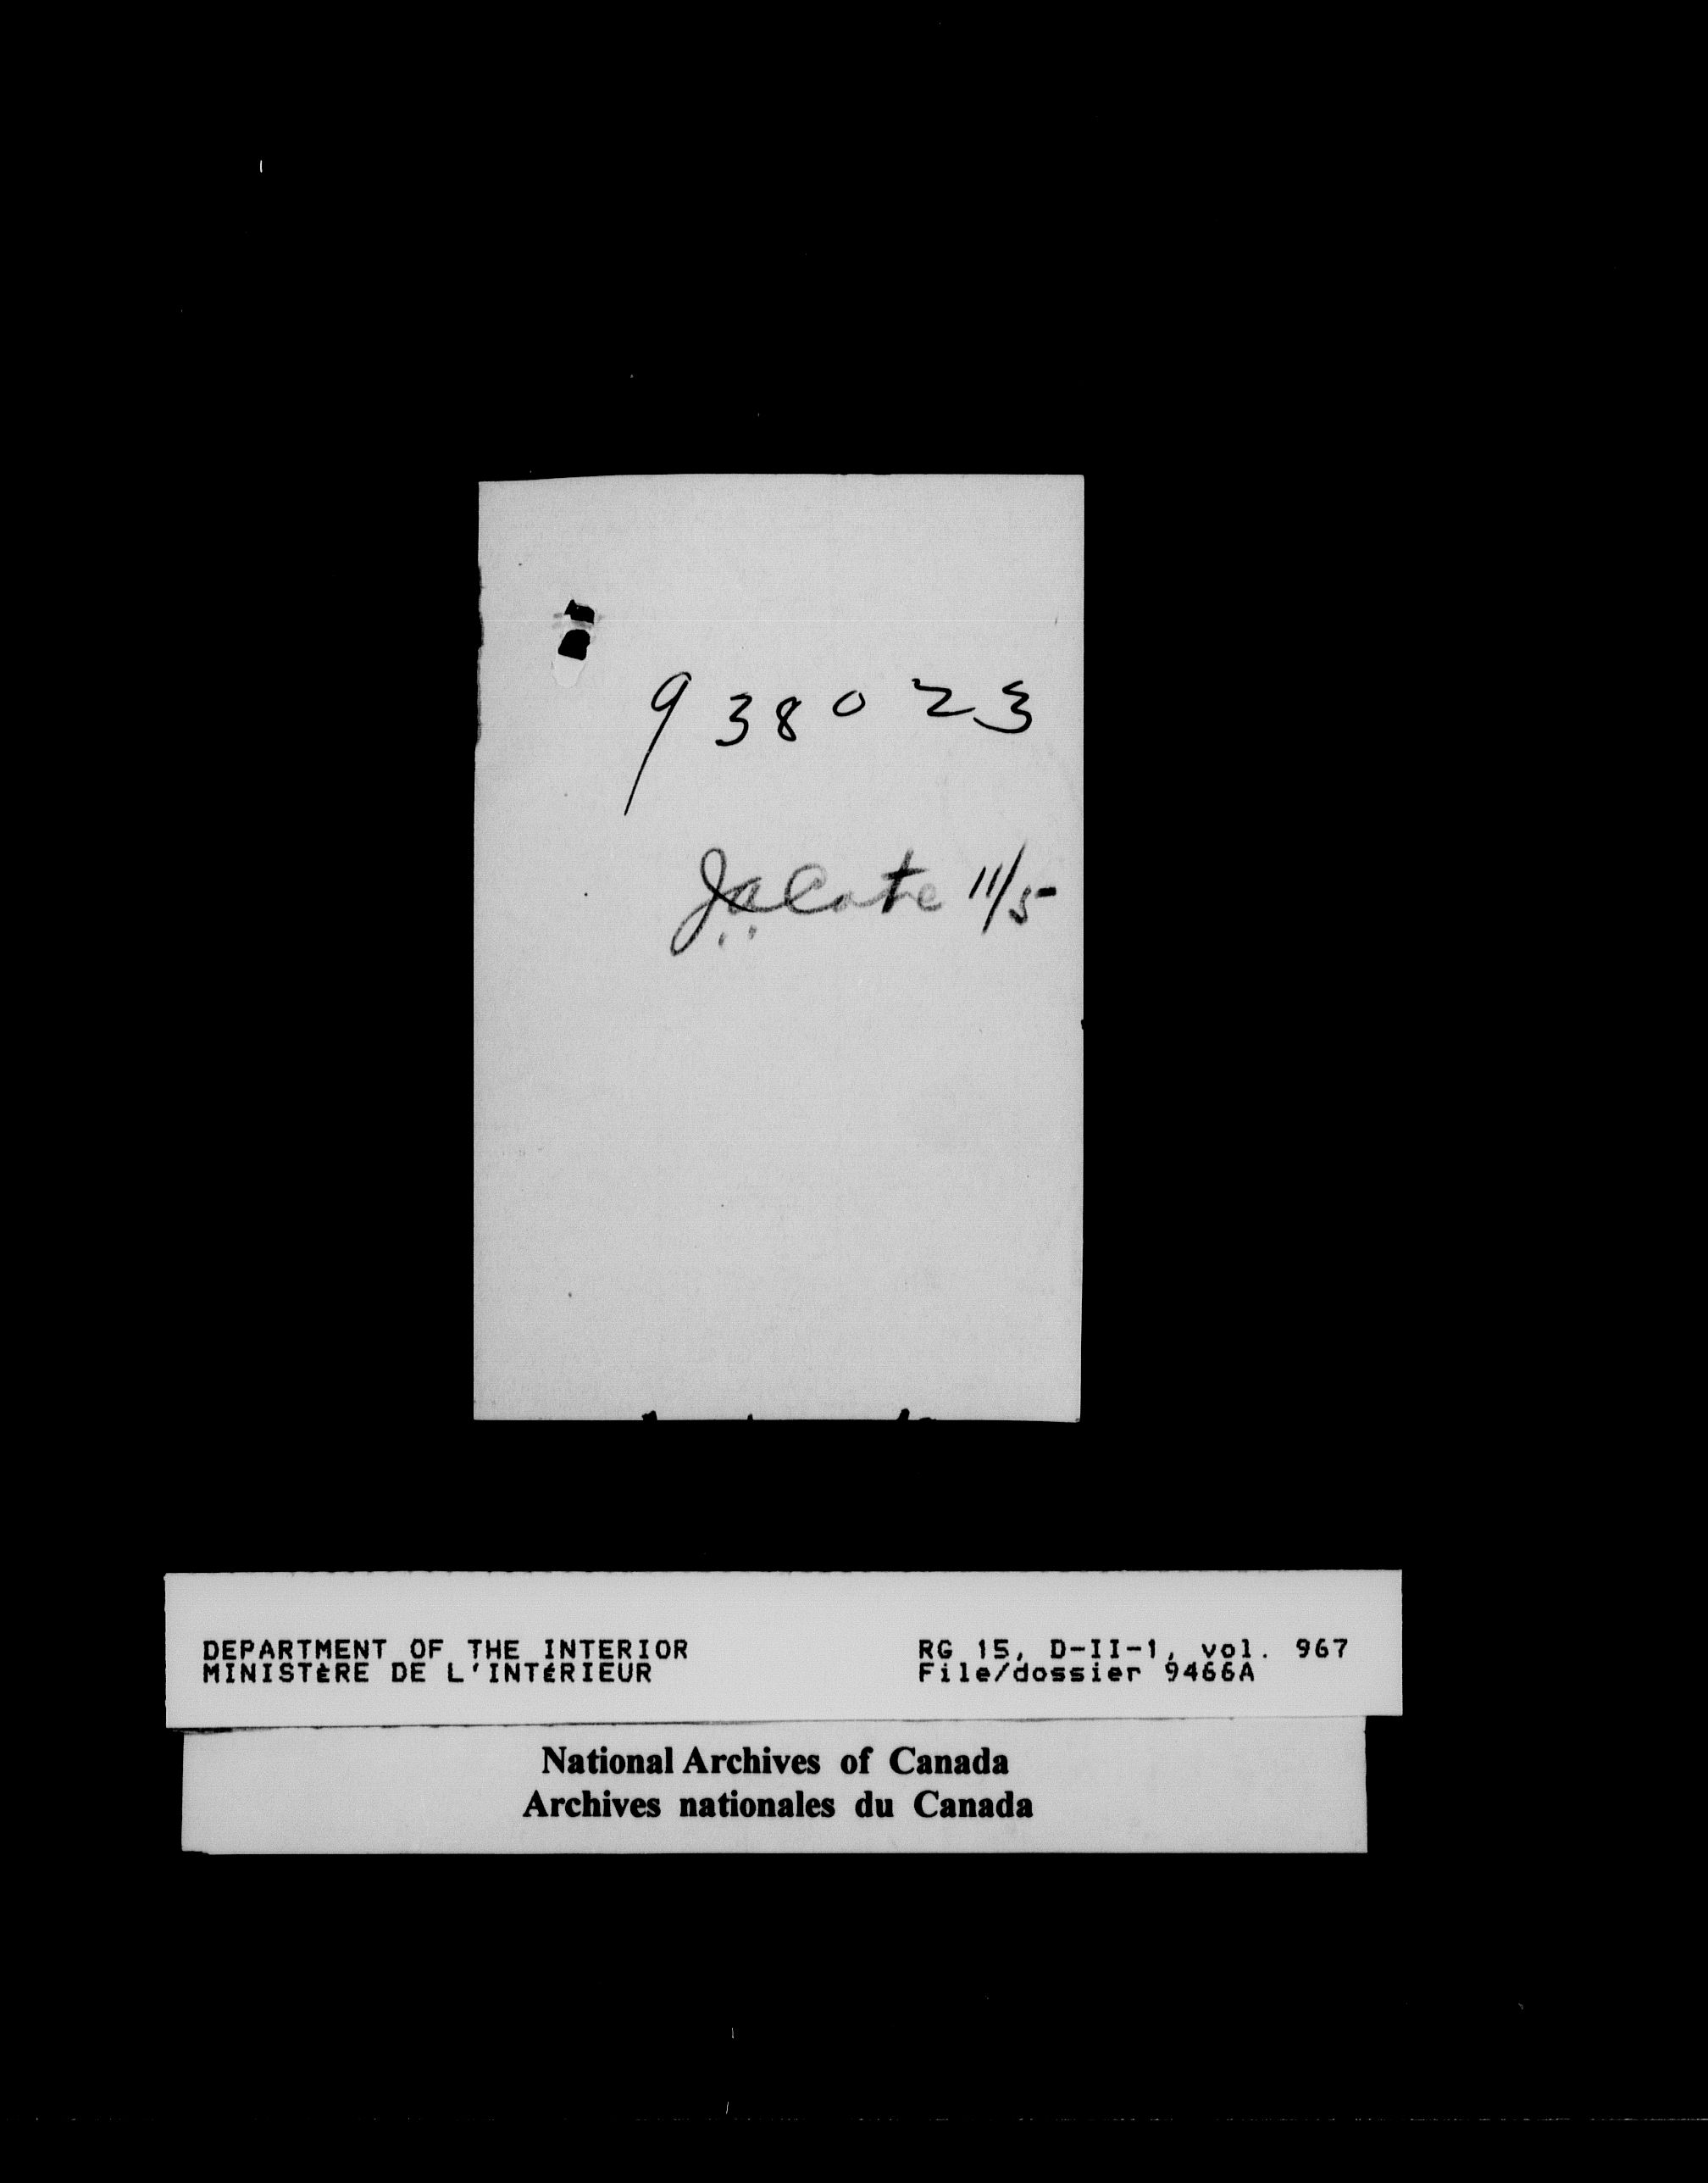 938023
J.A. Cote 11/5
DEPARTMENT OF THE INTERIOR
MINISTÈRE DE L'INTÉRIEUR
RG 15, D-II-1, vol. 967
File/dossier 9466A
National Archives of Canada
Archives nationales du Canada